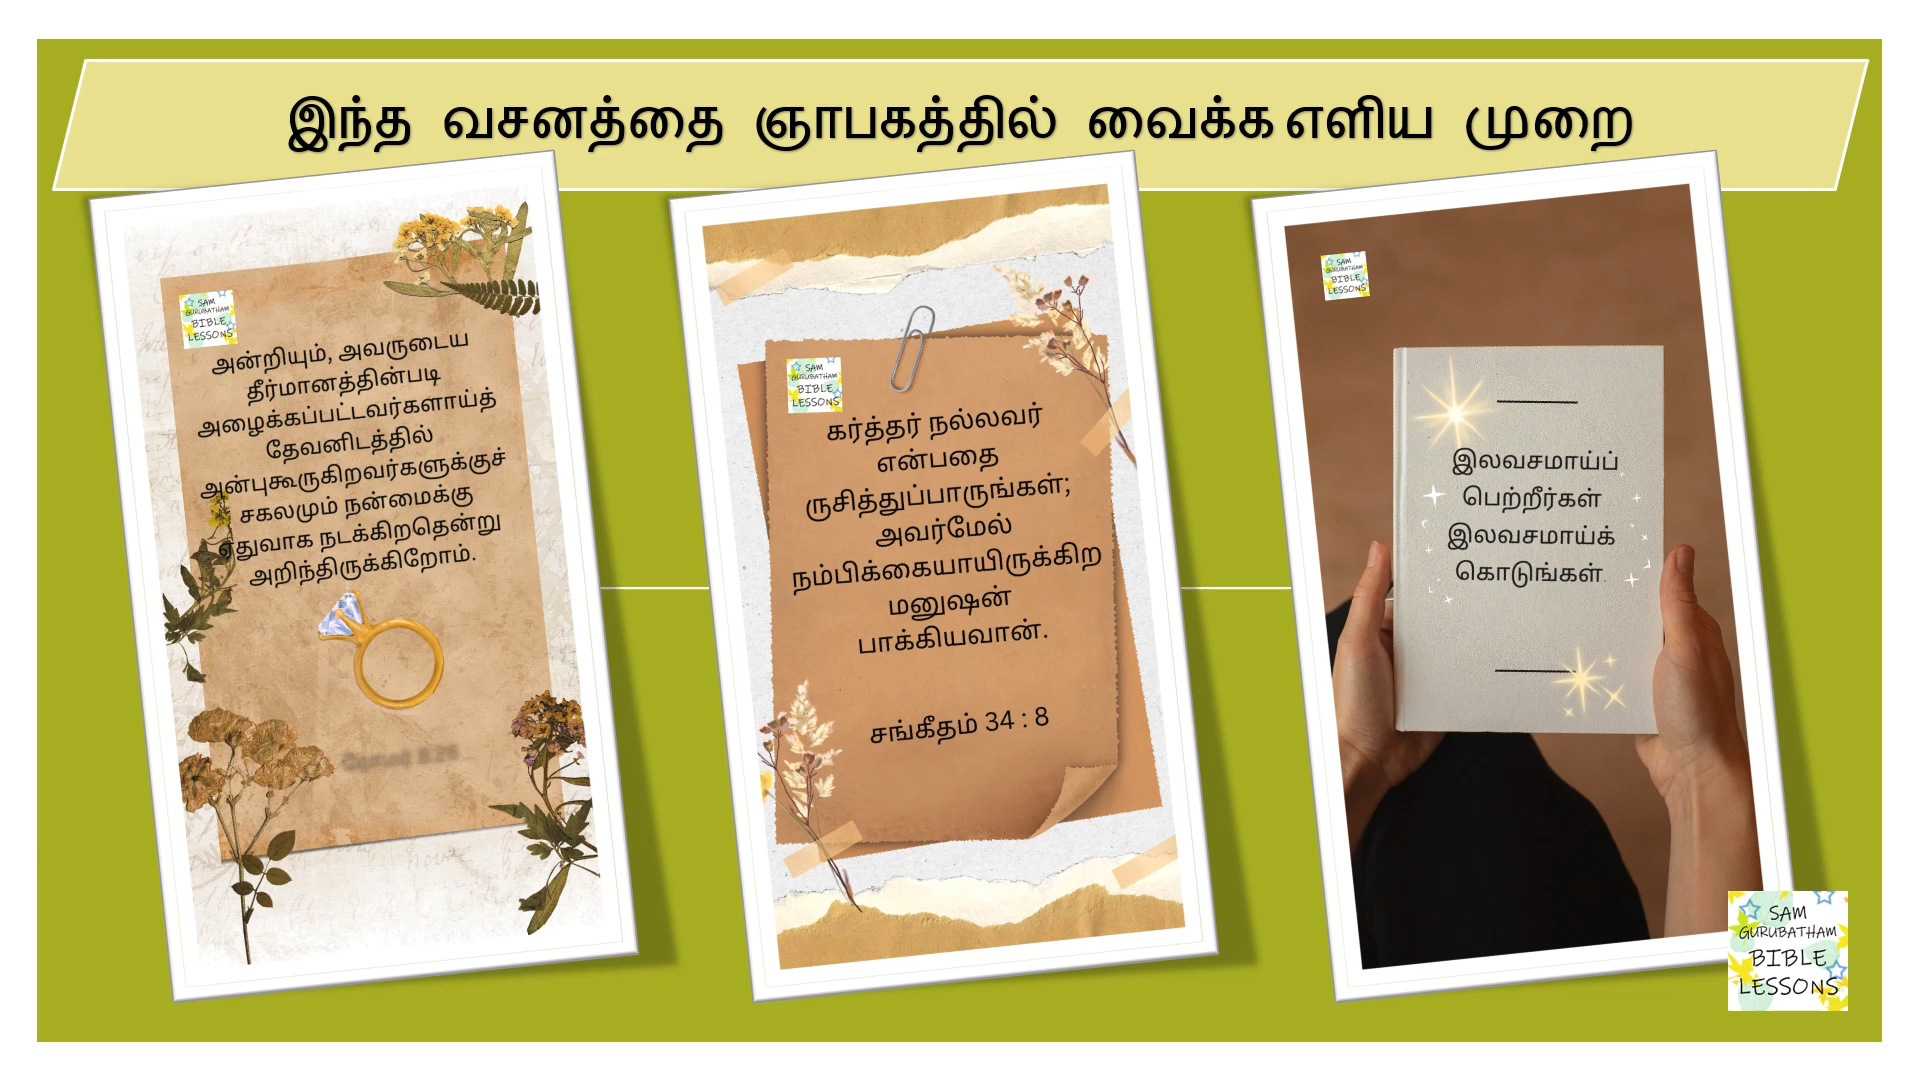 இந்த வசனத்தை ஞாபகத்தில் வைக்க எளிய முறை
SAM
GURUBATHAM
BIBLE
LESSONS
அன்றியும், அவருடைய
தீர்மானத்தின்படி
அழைக்கப்பட்டவர்களாய்த்
தேவனிடத்தில்
அன்புகூருகிறவர்களுக்குச்
சகலமும் நன்மைக்கு
ஏதுவாக நடக்கிறதென்று
அறிந்திருக்கிறோம்.
SAM
GURUBATHAM
BIBLE
LESSONS
கர்த்தர் நல்லவர்
என்பதை
ருசித்துப்பாருங்கள்;
அவர்மேல்
நம்பிக்கையாயிருக்கிற
மனுஷன்
பாக்கியவான்.
சங்கீதம் 34 : 8
SAM
GURUBATHAM
BIBLE
LESSONS
இலவசமாய்ப்
பெற்றீர்கள்
இலவசமாய்க்
கொடுங்கள்.
SAM
GURUBATHAM
BIBLE
LESSONS